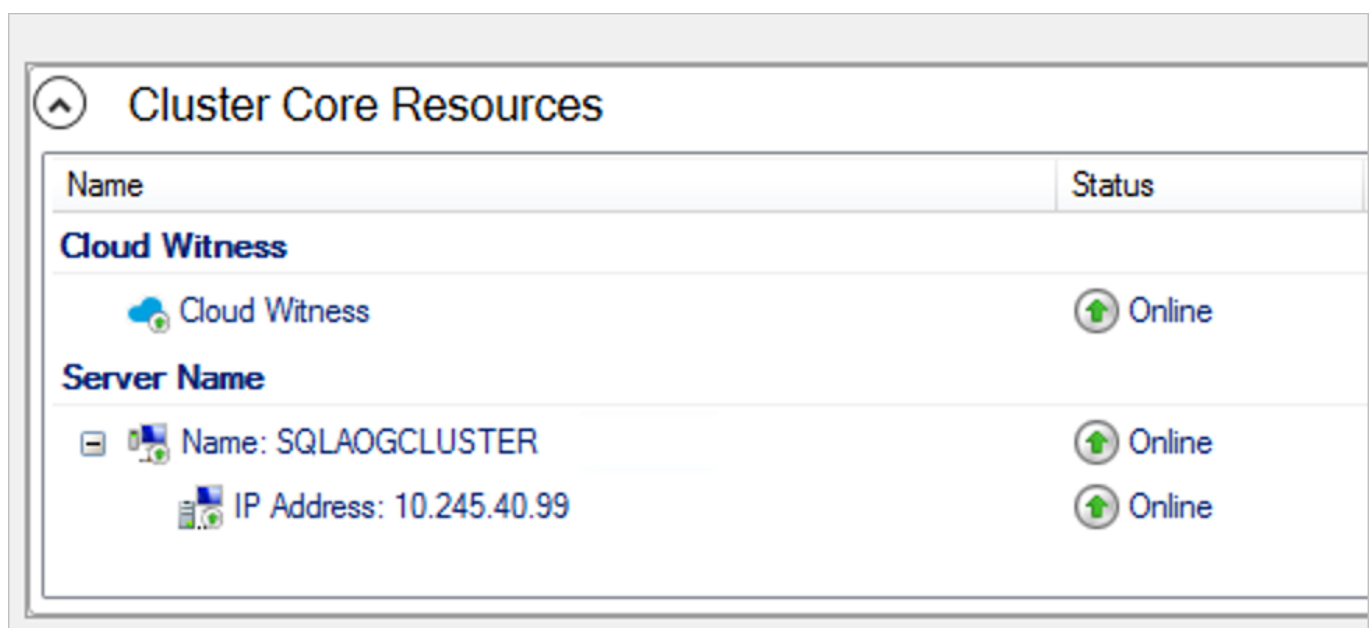 Cluster Core Resources
Name Status
Cloud Witness
Cloud Witness Online
Server Name
Name: SQLAOGCLUSTER Online
IP Address: 10.245.40.99 Online